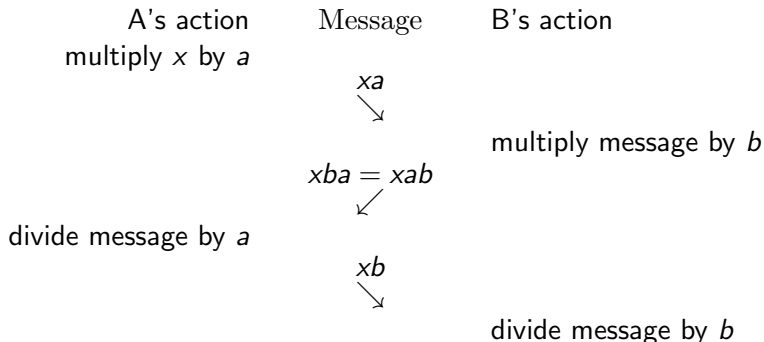 A's action Message B's action
multiply x by a
xa
↘
multiply message by b
xba = xab
↙
divide message by a
xb
↘
divide message by b